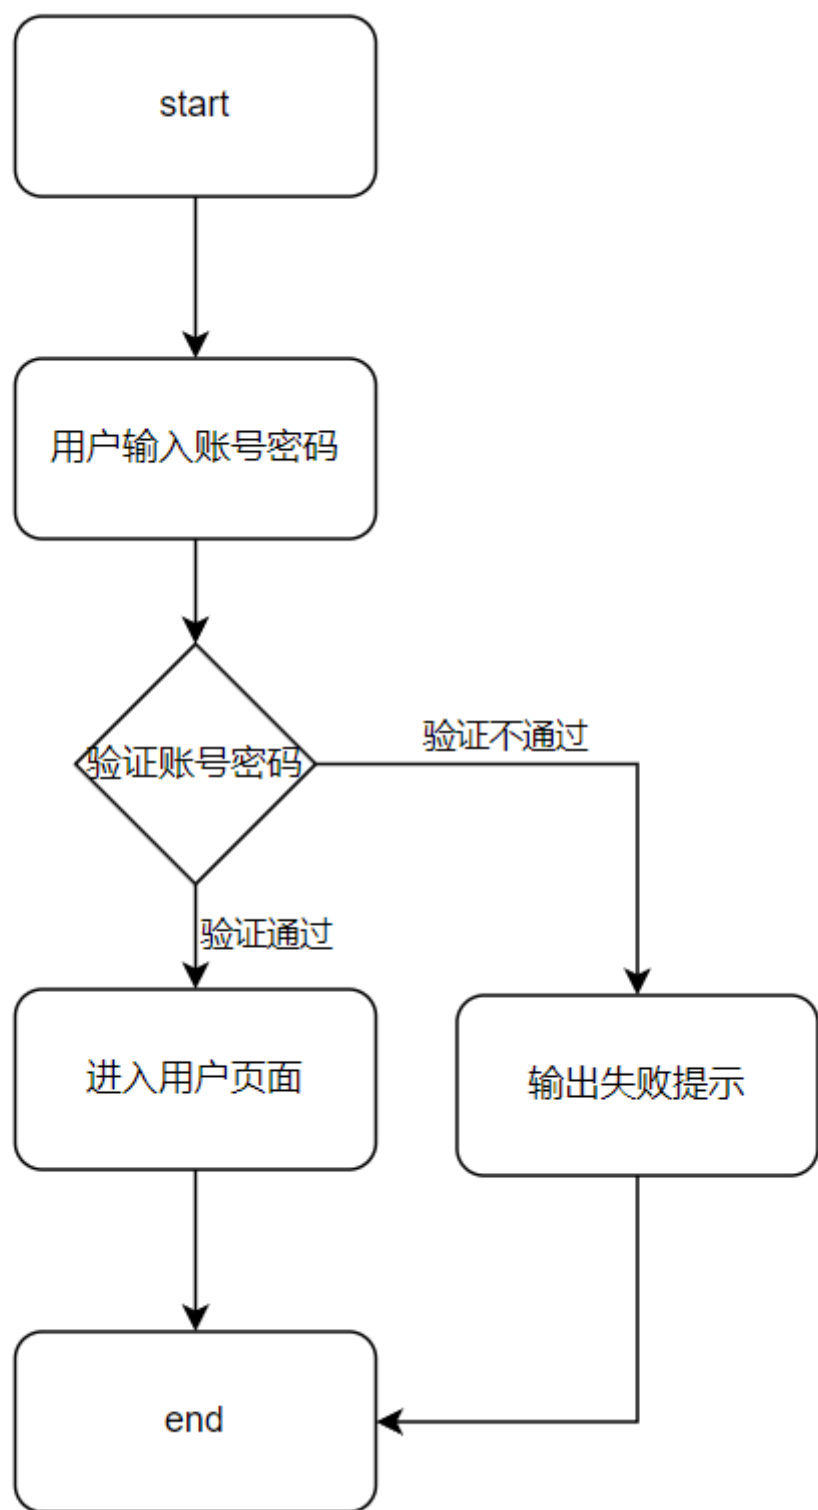 start
用户输入账号密码
验证账号密码
验证不通过
验证通过
进入用户页面
输出失败提示
end